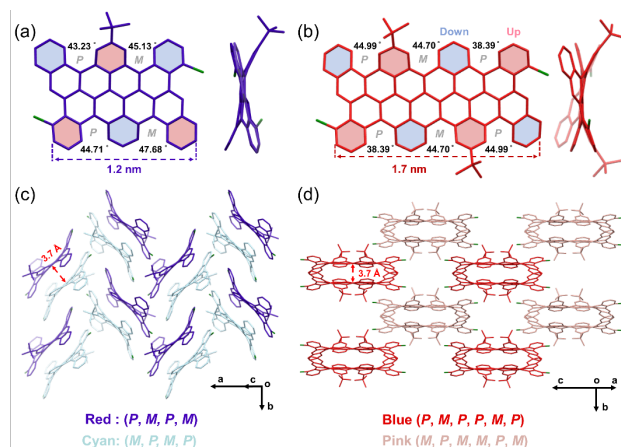 (a)
43.23°
45.13°
P
M
P
M
44.71°
47.68°
1.2 nm
(b)
Down
Up
44.99°
44.70°
38.39°
P
M
P
P
M
P
38.39°
44.70°
44.99°
1.7 nm
(c)
3.7 Å
a
c
o
b
Red : (P, M, P, M)
Cyan: (M, P, M, P)
(d)
3.7 Å
c
o
a
b
Blue (P, M, P, P, M, P)
Pink (M, P, M, M, P, M)